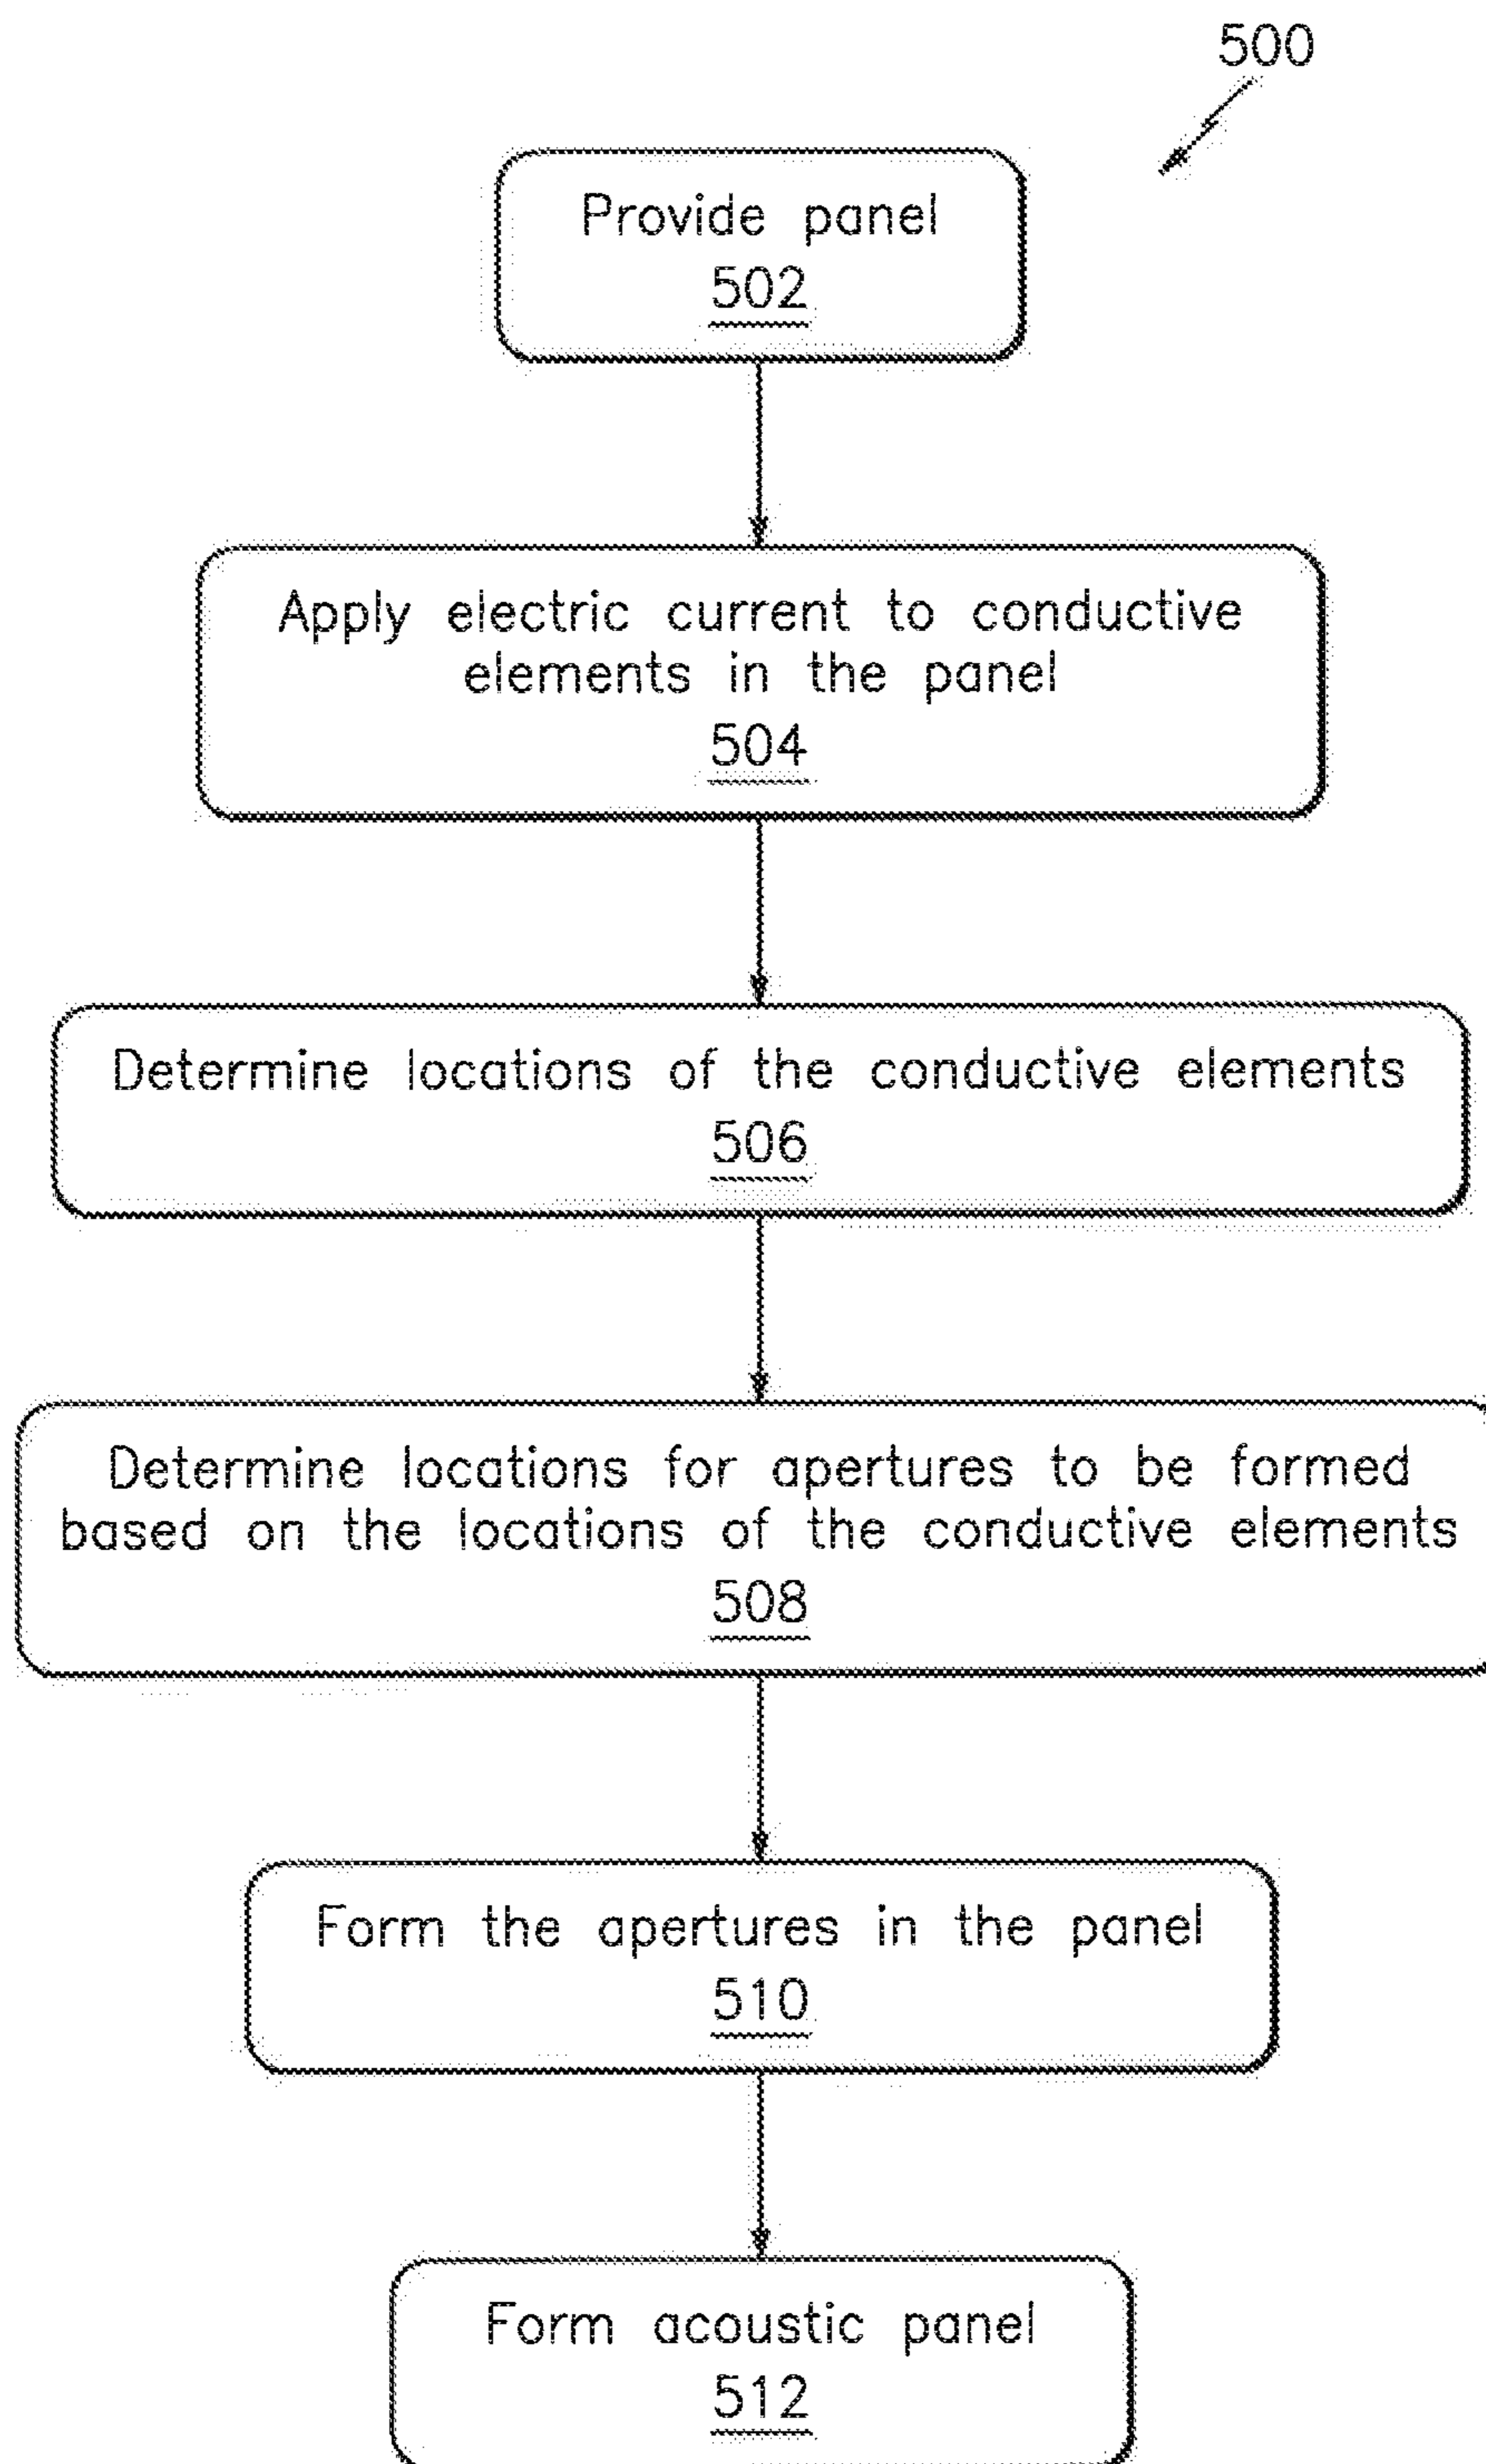 500
Provide panel
502
Apply electric current to conductive
elements in the panel
504
Determine locations of the conductive elements
506
Determine locations for apertures to be formed
based on the locations of the conductive elements
508
Form the apertures in the panel
510
Form acoustic panel
512